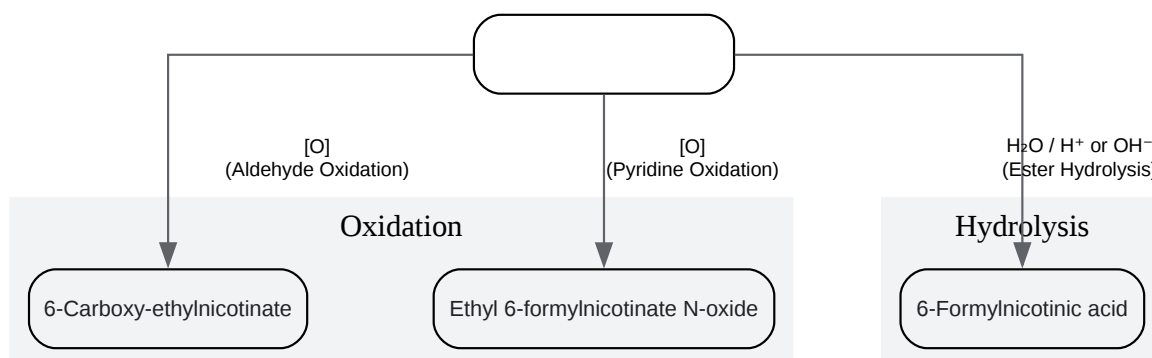 [O]
(Aldehyde Oxidation)
[O]
(Pyridine Oxidation)
H₂O / H⁺ or OH⁻
(Ester Hydrolysis)
Oxidation
Hydrolysis
6-Carboxy-ethylnicotinate
Ethyl 6-formylnicotinate N-oxide
6-Formylnicotinic acid